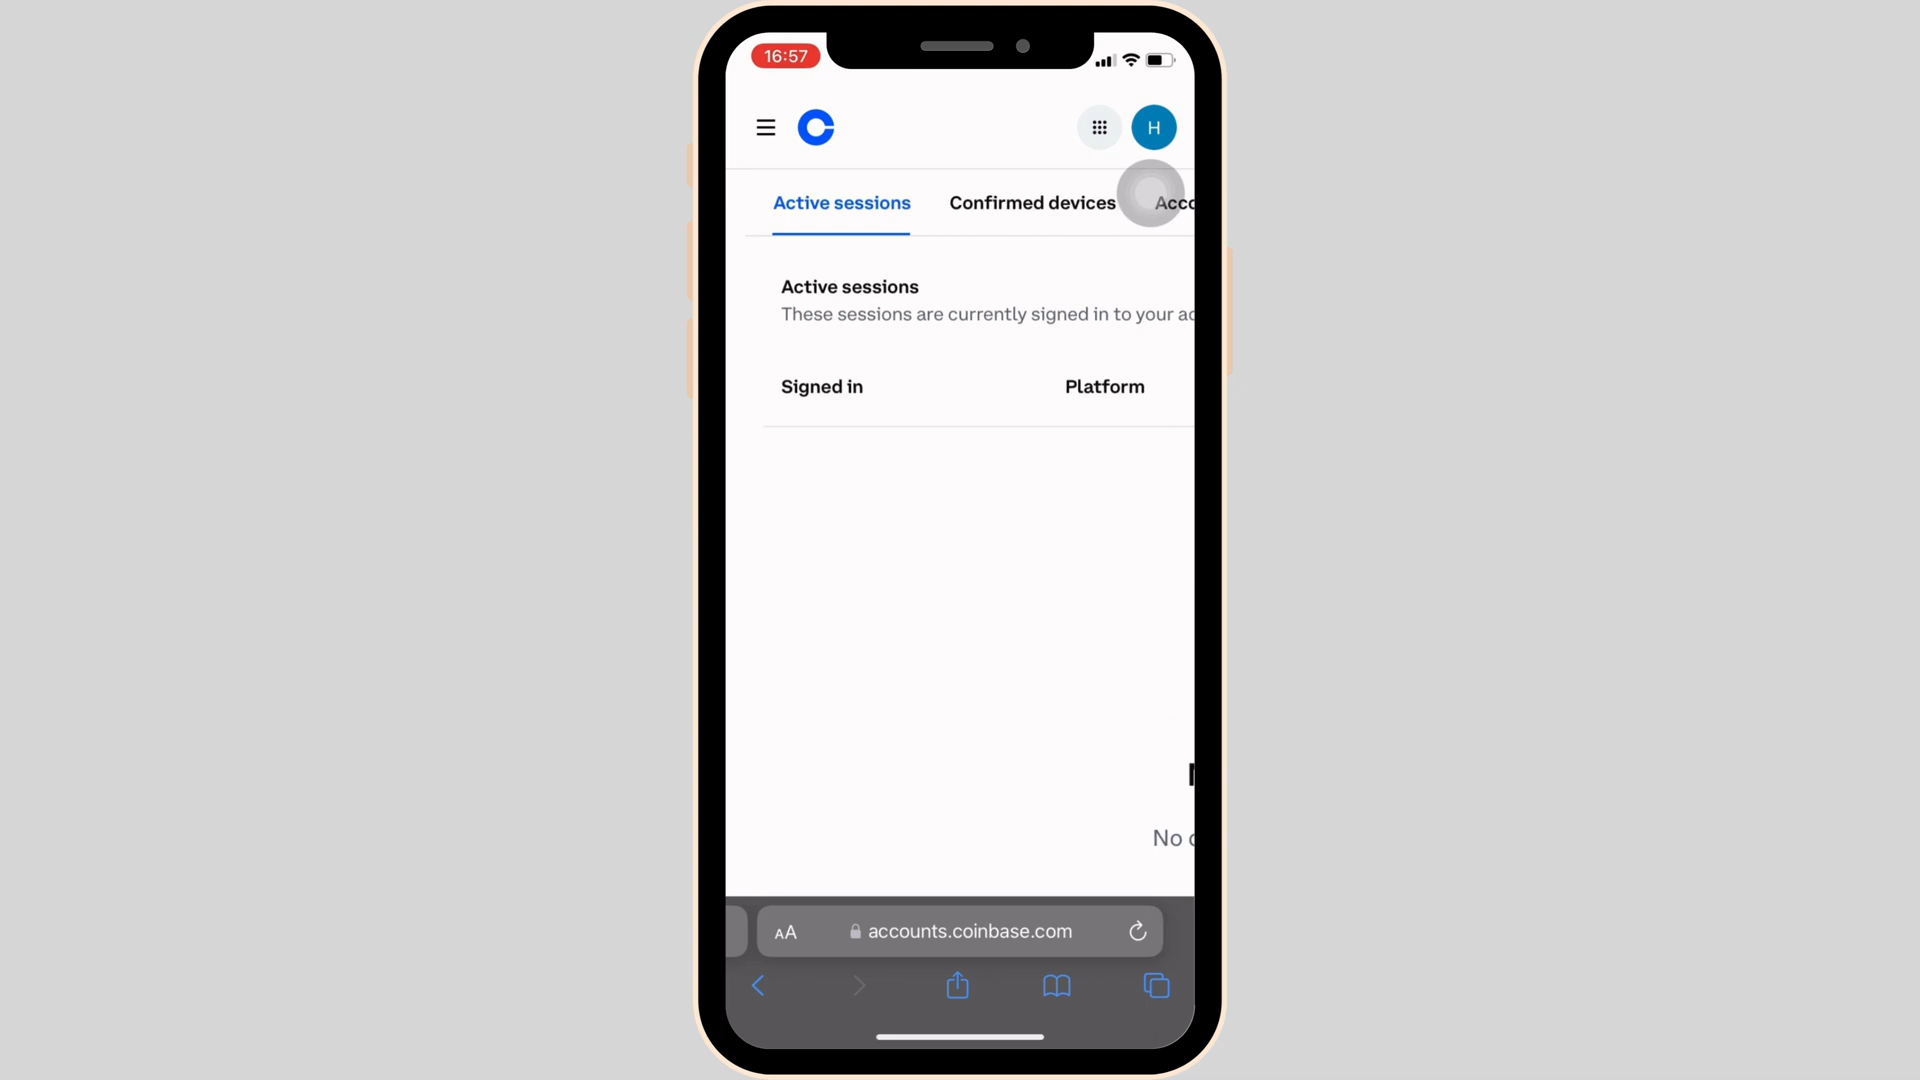 16:57
H
Active sessions
Confirmed devices
Acco
Active sessions
These sessions are currently signed in to your ac
Signed in
Platform
No
AA
accounts.coinbase.com